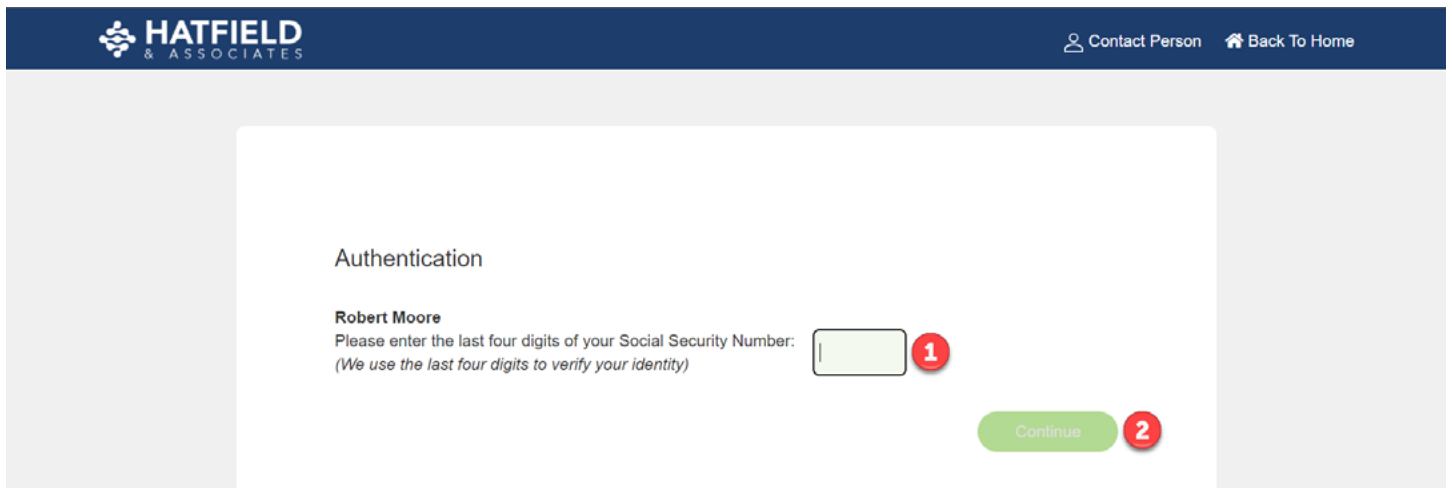 HATFIELD
& ASSOCIATES
Contact Person Back To Home
Authentication
Robert Moore
Please enter the last four digits of your Social Security Number:
(We use the last four digits to verify your identity)
1
Continue
2